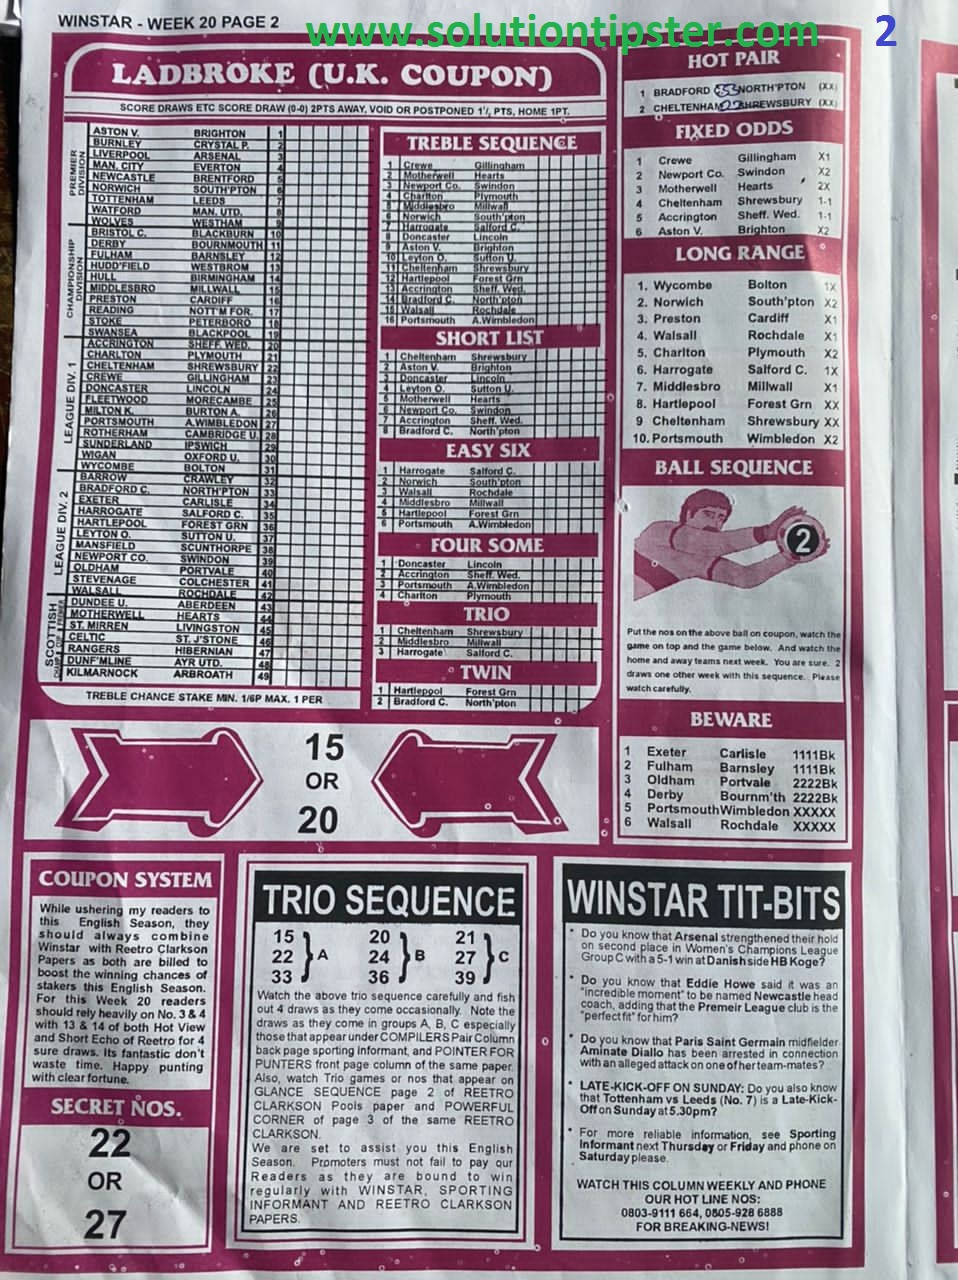 WINSTAR - WEEK 20 PAGE 2
www.solutiontipster.com
2
LADBROKE (U.K. COUPON)
SCORE DRAWS ETC SCORE DRAW (0-0) 2PTS AWAY, VOID OR POSTPONED 1½ PTS, HOME 1PT.
PREMIER DIVISION
ASTON V. BRIGHTON 1
BURNLEY CRYSTAL P. 2
LIVERPOOL ARSENAL 3
MAN. CITY EVERTON 4
NEWCASTLE BRENTFORD 5
NORWICH SOUTH'PTON 6
TOTTENHAM LEEDS 7
WATFORD MAN. UTD. 8
WOLVES WESTHAM 9
CHAMPIONSHIP DIVISION
BRISTOL C. BLACKBURN 10
DERBY BOURNMOUTH 11
FULHAM BARNSLEY 12
HUDD'FIELD WESTBROM 13
HULL BIRMINGHAM 14
MIDDLESBRO MILLWALL 15
PRESTON CARDIFF 16
READING NOTT'M FOR. 17
STOKE PETERBORO 18
SWANSEA BLACKPOOL 19
LEAGUE DIV. 1
ACCRINGTON SHEFF. WED. 20
CHARLTON PLYMOUTH 21
CHELTENHAM SHREWSBURY 22
CREWE GILLINGHAM 23
DONCASTER LINCOLN 24
FLEETWOOD MORECAMBE 25
MILTON K. BURTON A. 26
PORTSMOUTH A.WIMBLEDON 27
ROTHERHAM CAMBRIDGE U. 28
SUNDERLAND IPSWICH 29
WIGAN OXFORD U. 30
WYCOMBE BOLTON 31
LEAGUE DIV. 2
BARROW CRAWLEY 32
BRADFORD C. NORTH'PTON 33
EXETER CARLISLE 34
HARROGATE SALFORD C. 35
HARTLEPOOL FOREST GRN 36
LEYTON O. SUTTON U. 37
MANSFIELD SCUNTHORPE 38
NEWPORT CO. SWINDON 39
OLDHAM PORTVALE 40
STEVENAGE COLCHESTER 41
WALSALL ROCHDALE 42
SCOTTISH
DUNDEE U. ABERDEEN 43
MOTHERWELL HEARTS 44
ST. MIRREN LIVINGSTON 45
CELTIC ST. J'STONE 46
RANGERS HIBERNIAN 47
DUNF'MLINE AYR UTD. 48
KILMARNOCK ARBROATH 49
TREBLE CHANCE STAKE MIN. 1/6P MAX. 1 PER
TREBLE SEQUENCE
1 Crewe Gillingham
2 Motherwell Hearts
3 Newport Co. Swindon
4 Charlton Plymouth
5 Middlesbro Millwall
6 Norwich South'pton
7 Harrogate Salford C.
8 Doncaster Lincoln
9 Aston V. Brighton
10 Leyton O. Sutton U.
11 Cheltenham Shrewsbury
12 Hartlepool Forest Grn
13 Accrington Sheff. Wed.
14 Bradford C. North'pton
15 Walsall Rochdale
16 Portsmouth A.Wimbledon
SHORT LIST
1 Cheltenham Shrewsbury
2 Aston V. Brighton
3 Doncaster Lincoln
4 Leyton O. Sutton U.
5 Motherwell Hearts
6 Newport Co. Swindon
7 Accrington Sheff. Wed.
8 Bradford C. North'pton
EASY SIX
1 Harrogate Salford C.
2 Norwich South'pton
3 Walsall Rochdale
4 Middlesbro Millwall
5 Hartlepool Forest Grn
6 Portsmouth A.Wimbledon
FOUR SOME
1 Doncaster Lincoln
2 Accrington Sheff. Wed.
3 Portsmouth A.Wimbledon
4 Charlton Plymouth
TRIO
1 Cheltenham Shrewsbury
2 Middlesbro Millwall
3 Harrogate Salford C.
TWIN
1 Hartlepool Forest Grn
2 Bradford C. North'pton
HOT PAIR
1 BRADFORD NORTH'PTON (XX)
2 CHELTENHAM SHREWSBURY (XX)
FIXED ODDS
1 Crewe Gillingham X1
2 Newport Co. Swindon X2
3 Motherwell Hearts 2X
4 Cheltenham Shrewsbury 1-1
5 Accrington Sheff. Wed. 1-1
6 Aston V. Brighton X2
LONG RANGE
1. Wycombe Bolton 1X
2. Norwich South'pton X2
3. Preston Cardiff X1
4. Walsall Rochdale X1
5. Charlton Plymouth X2
6. Harrogate Salford C. 1X
7. Middlesbro Millwall X1
8. Hartlepool Forest Grn XX
9 Cheltenham Shrewsbury XX
10. Portsmouth Wimbledon X2
BALL SEQUENCE
2
Put the nos on the above ball on coupon, watch the
game on top and the game below. And watch the
home and away teams next week. You are sure. 2
draws one other week with this sequence. Please
watch carefully.
BEWARE
1 Exeter Carlisle 1111Bk
2 Fulham Barnsley 1111Bk
3 Oldham Portvale 2222Bk
4 Derby Bournm'th 2222Bk
5 Portsmouth Wimbledon XXXXX
6 Walsall Rochdale XXXXX
15
OR
20
COUPON SYSTEM
While ushering my readers to
this English Season, they
should always combine
Winstar with Reetro Clarkson
Papers as both are billed to
boost the winning chances of
stakers this English Season.
For this Week 20 readers
should rely heavily on No. 3 & 4
with 13 & 14 of both Hot View
and Short Echo of Reetro for 4
sure draws. Its fantastic don't
waste time. Happy punting
with clear fortune.
SECRET NOS.
22
OR
27
TRIO SEQUENCE
15 20 21
22 A 24 B 27 C
33 36 39
Watch the above trio sequence carefully and fish
out 4 draws as they come occasionally. Note the
draws as they come in groups A, B, C especially
those that appear under COMPILERS Pair Column
back page sporting Informant, and POINTER FOR
PUNTERS front page column of the same paper.
Also, watch Trio games or nos that appear on
GLANCE SEQUENCE page 2 of REETRO
CLARKSON Pools paper and POWERFUL
CORNER of page 3 of the same REETRO
CLARKSON.
We are set to assist you this English
Season. Promoters must not fail to pay our
Readers as they are bound to win
regularly with WINSTAR, SPORTING
INFORMANT AND REETRO CLARKSON
PAPERS.
WINSTAR TIT-BITS
* Do you know that Arsenal strengthened their hold
on second place in Women's Champions League
Group C with a 5-1 win at Danish side HB Koge?
* Do you know that Eddie Howe said it was an
"incredible moment" to be named Newcastle head
coach, adding that the Premeir League club is the
"perfect fit" for him?
* Do you know that Paris Saint Germain midfielder
Aminate Diallo has been arrested in connection
with an alleged attack on one of her team-mates?
* LATE-KICK-OFF ON SUNDAY: Do you also know
that Tottenham vs Leeds (No. 7) is a Late-Kick-
Off on Sunday at 5.30pm?
* For more reliable information, see Sporting
Informant next Thursday or Friday and phone on
Saturday please.
WATCH THIS COLUMN WEEKLY AND PHONE
OUR HOT LINE NOS:
0803-9111 664, 0805-928 6888
FOR BREAKING-NEWS!